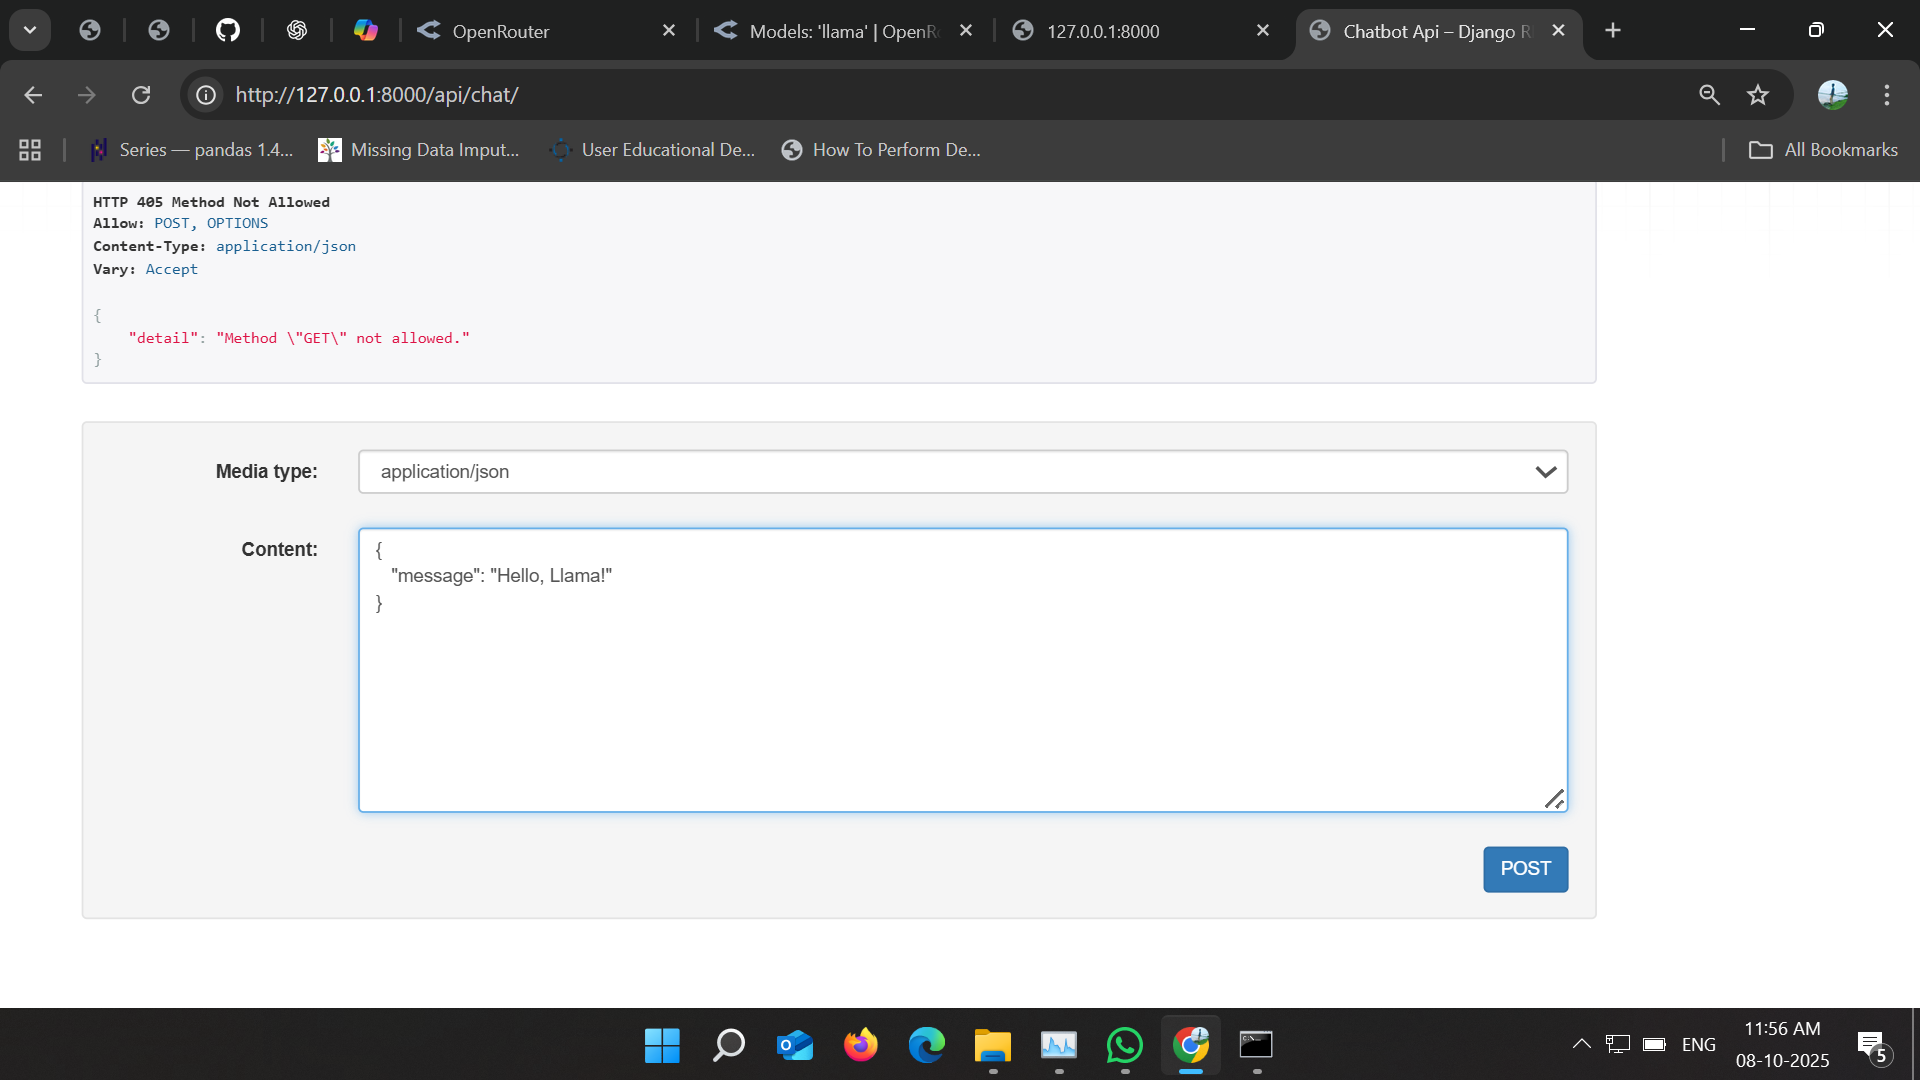 OpenRouter
Models: 'llama' | OpenR
127.0.0.1:8000
Chatbot Api – Django R
http://127.0.0.1:8000/api/chat/
Series — pandas 1.4...
Missing Data Imput...
User Educational De...
How To Perform De...
All Bookmarks
HTTP 405 Method Not Allowed
Allow: POST, OPTIONS
Content-Type: application/json
Vary: Accept
{
"detail": "Method \"GET\" not allowed."
}
Media type:
application/json
Content:
{
"message": "Hello, Llama!"
}
POST
ENG
11:56 AM
08-10-2025
5